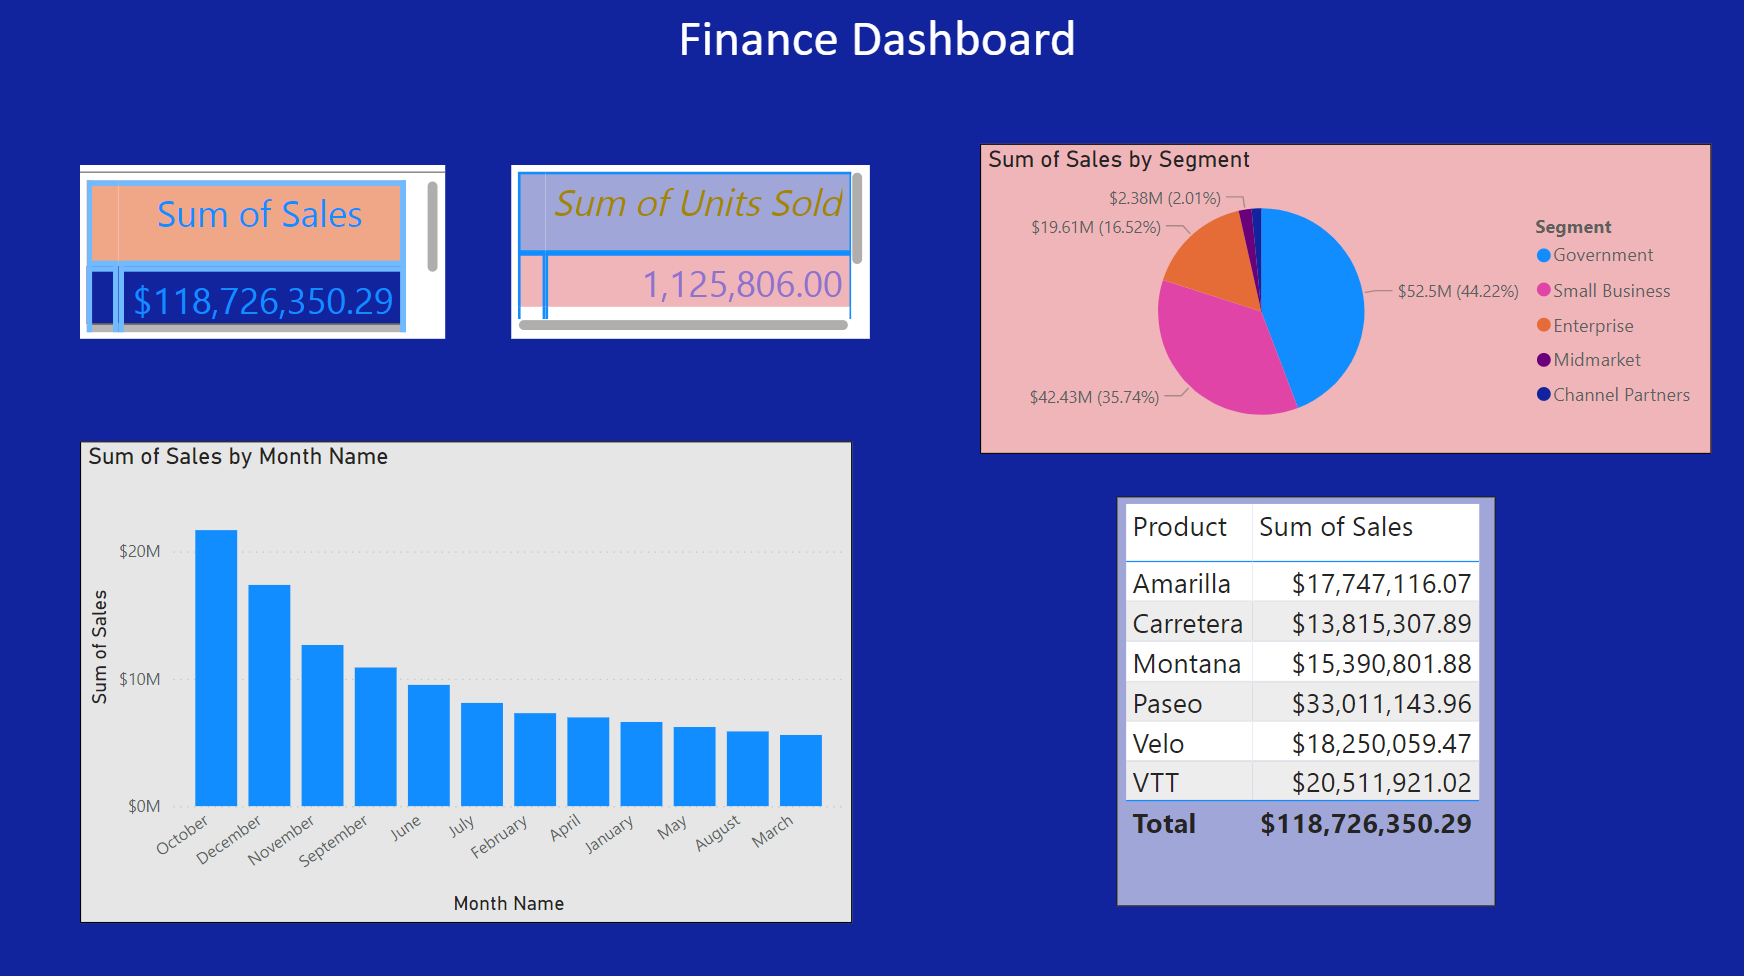 Finance Dashboard
Sum of Sales
$118,726,350.29
Sum of Units Sold
1,125,806.00
Sum of Sales by Segment
$2.38M (2.01%)
$19.61M (16.52%)
$52.5M (44.22%)
$42.43M (35.74%)
Segment
Government
Small Business
Enterprise
Midmarket
Channel Partners
Sum of Sales by Month Name
Sum of Sales
$20M
$10M
$0M
October
December
November
September
June
July
February
April
January
May
August
March
Month Name
Product Sum of Sales
Amarilla $17,747,116.07
Carretera $13,815,307.89
Montana $15,390,801.88
Paseo $33,011,143.96
Velo $18,250,059.47
VTT $20,511,921.02
Total $118,726,350.29